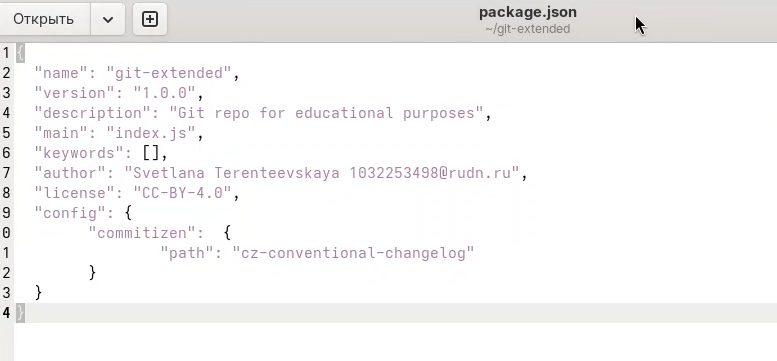 Открыть
package.json
~/git-extended
1 {
2 "name": "git-extended",
3 "version": "1.0.0",
4 "description": "Git repo for educational purposes",
5 "main": "index.js",
6 "keywords": [],
7 "author": "Svetlana Terenteevskaya 1032253498@rudn.ru",
8 "license": "CC-BY-4.0",
9 "config": {
0 "commitizen":  {
1 "path": "cz-conventional-changelog"
2 }
3 }
4 }